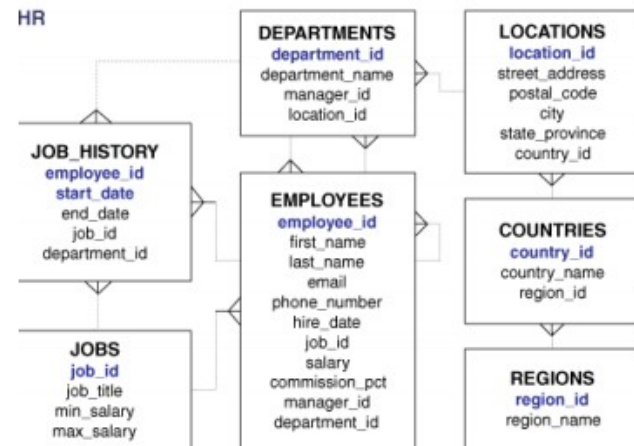 HR
DEPARTMENTS
department_id
department_name
manager_id
location_id
LOCATIONS
location_id
street_address
postal_code
city
state_province
country_id
JOB_HISTORY
employee_id
start_date
end_date
job_id
department_id
EMPLOYEES
employee_id
first_name
last_name
email
phone_number
hire_date
job_id
salary
commission_pct
manager_id
department_id
COUNTRIES
country_id
country_name
region_id
JOBS
job_id
job_title
min_salary
max_salary
REGIONS
region_id
region_name